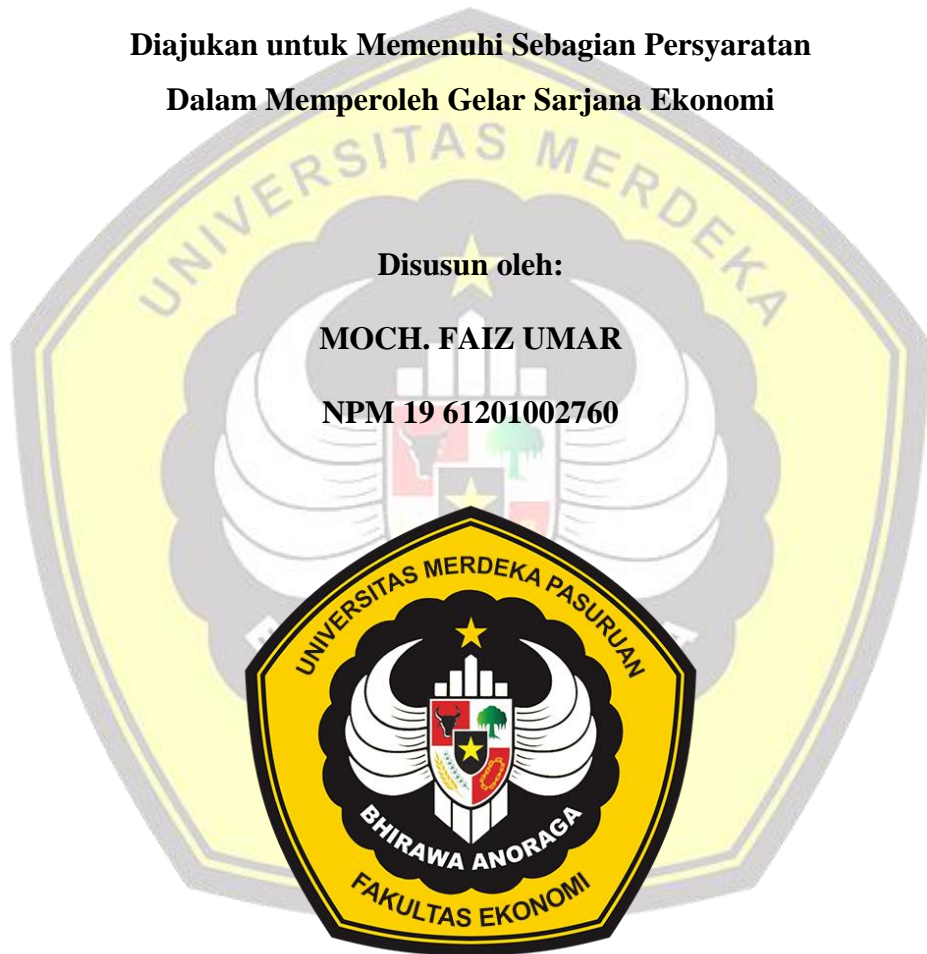 Diajukan untuk Memenuhi Sebagian Persyaratan
Dalam Memperoleh Gelar Sarjana Ekonomi
UNIVERSITAS MERDEKA
Disusun oleh:
MOCH. FAIZ UMAR
NPM 19 61201002760
UNIVERSITAS MERDEKA PASURUAN
BHIRAWA ANORAGA
FAKULTAS EKONOMI